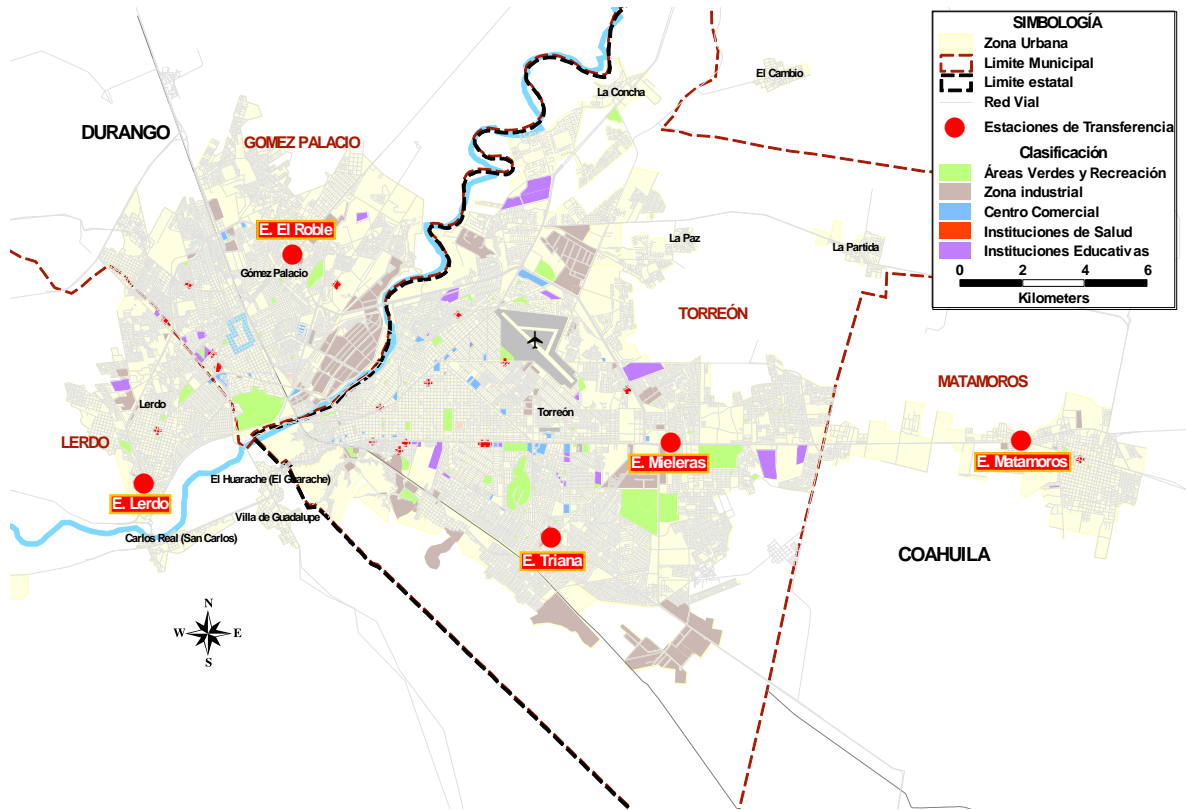 SIMBOLOGÍA
Zona Urbana
Limite Municipal
Limite estatal
Red Vial
Estaciones de Transferencia
Clasificación
Áreas Verdes y Recreación
Zona industrial
Centro Comercial
Instituciones de Salud
Instituciones Educativas
0 2 4 6
Kilometers
El Cambio
La Concha
DURANGO
GOMEZ PALACIO
E. El Roble
Gómez Palacio
La Paz
La Partida
TORREÓN
MATAMOROS
Lerdo
Torreón
LERDO
E. Mieleras
E. Matamoros
El Huarache (El Guarache)
E. Lerdo
Villa de Guadalupe
Carlos Real (San Carlos)
E. Triana
COAHUILA
N
W E
S